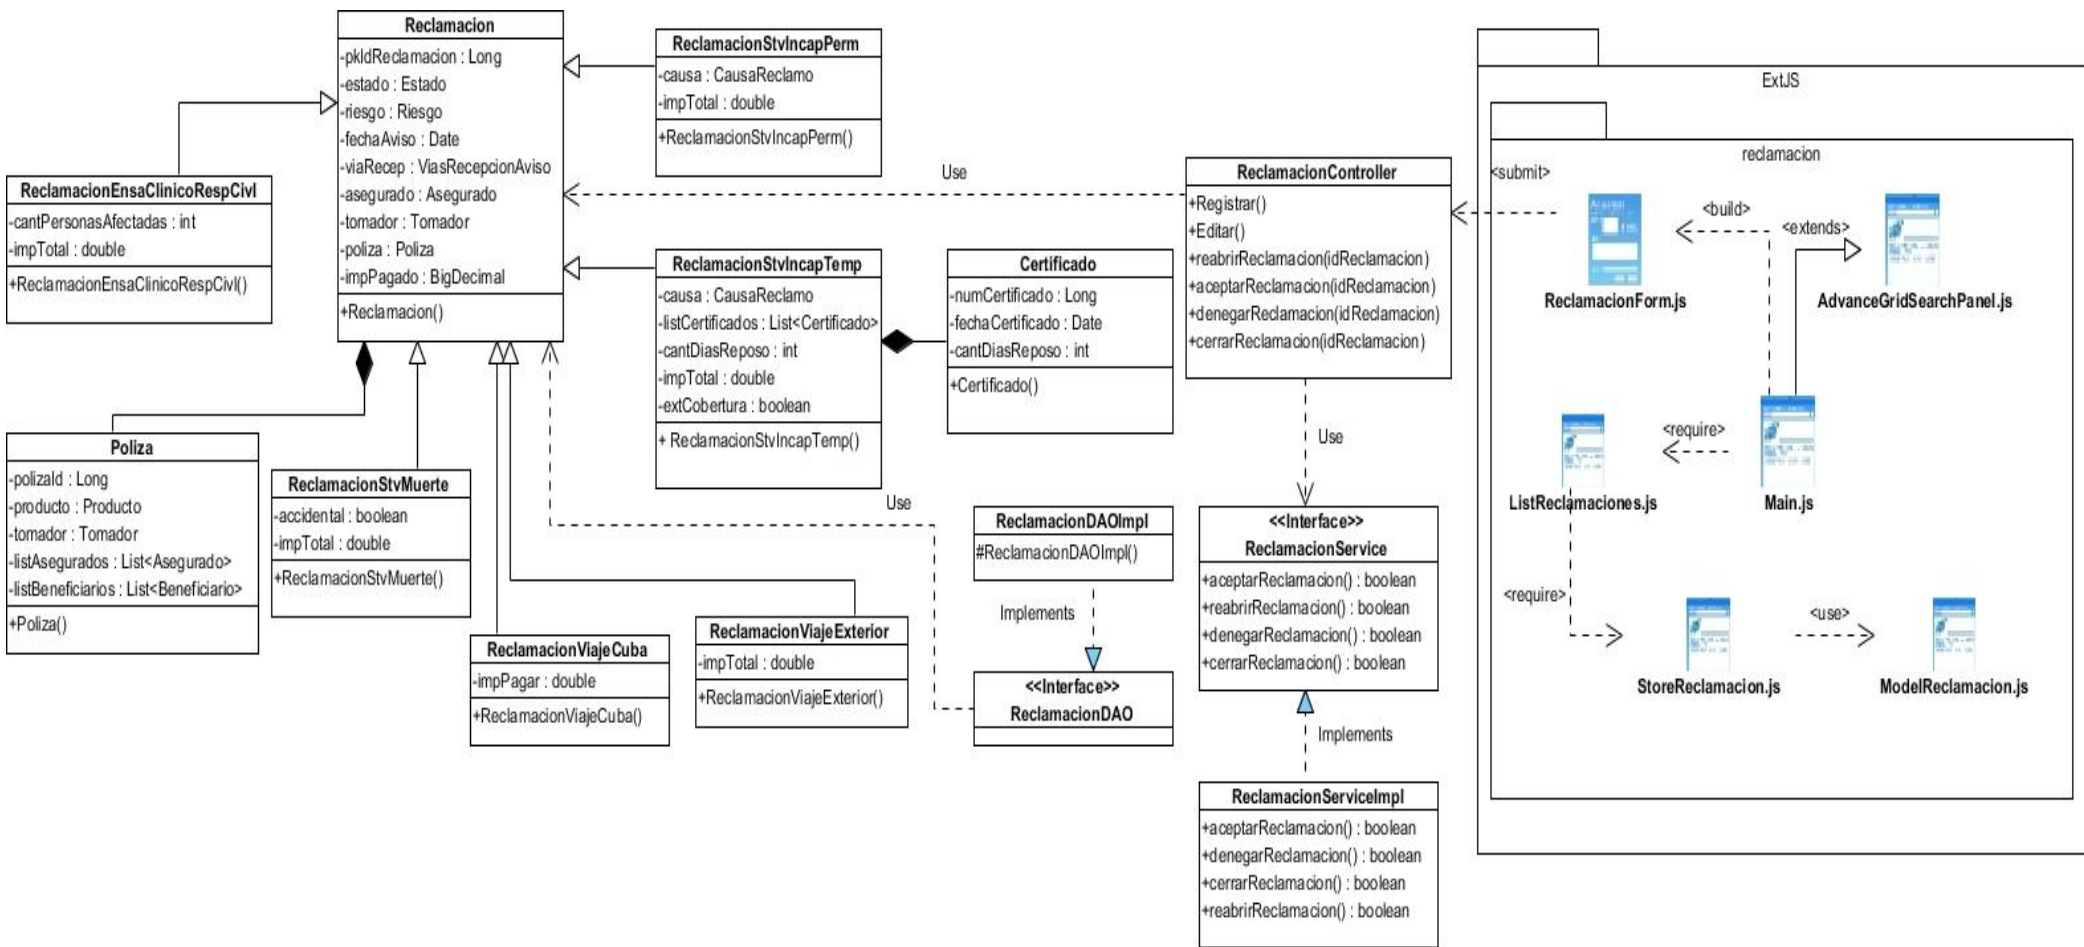 Reclamacion
-pkIdReclamacion : Long
-estado : Estado
-riesgo : Riesgo
-fechaAviso : Date
-viaRecep : ViasRecepcionAviso
-asegurado : Asegurado
-tomador : Tomador
-poliza : Poliza
-impPagado : BigDecimal
+Reclamacion()
ReclamacionStvIncapPerm
-causa : CausaReclamo
-impTotal : double
+ReclamacionStvIncapPerm()
ReclamacionEnsaClinicoRespCivl
-cantPersonasAfectadas : int
-impTotal : double
+ReclamacionEnsaClinicoRespCivl()
ReclamacionStvIncapTemp
-causa : CausaReclamo
-listCertificados : List<Certificado>
-cantDiasReposo : int
-impTotal : double
-extCobertura : boolean
+ ReclamacionStvIncapTemp()
Certificado
-numCertificado : Long
-fechaCertificado : Date
-cantDiasReposo : int
+Certificado()
Use
ReclamacionController
+Registrar()
+Editar()
+reabrirReclamacion(idReclamacion)
+aceptarReclamacion(idReclamacion)
+denegarReclamacion(idReclamacion)
+cerrarReclamacion(idReclamacion)
Use
Poliza
-polizaId : Long
-producto : Producto
-tomador : Tomador
-listAsegurados : List<Asegurado>
-listBeneficiarios : List<Beneficiario>
+Poliza()
ReclamacionStvMuerte
-accidental : boolean
-impTotal : double
+ReclamacionStvMuerte()
ReclamacionViajeCuba
-impPagar : double
+ReclamacionViajeCuba()
ReclamacionViajeExterior
-impTotal : double
+ReclamacionViajeExterior()
Use
ReclamacionDAOImpl
#ReclamacionDAOImpl()
Implements
<<Interface>>
ReclamacionDAO
<<Interface>>
ReclamacionService
+aceptarReclamacion() : boolean
+reabrirReclamacion() : boolean
+denegarReclamacion() : boolean
+cerrarReclamacion() : boolean
Implements
ReclamacionServiceImpl
+aceptarReclamacion() : boolean
+denegarReclamacion() : boolean
+cerrarReclamacion() : boolean
+reabrirReclamacion() : boolean
ExtJS
reclamacion
<submit>
<build>
<extends>
ReclamacionForm.js
AdvanceGridSearchPanel.js
<require>
ListReclamaciones.js
Main.js
<require>
<use>
StoreReclamacion.js
ModelReclamacion.js